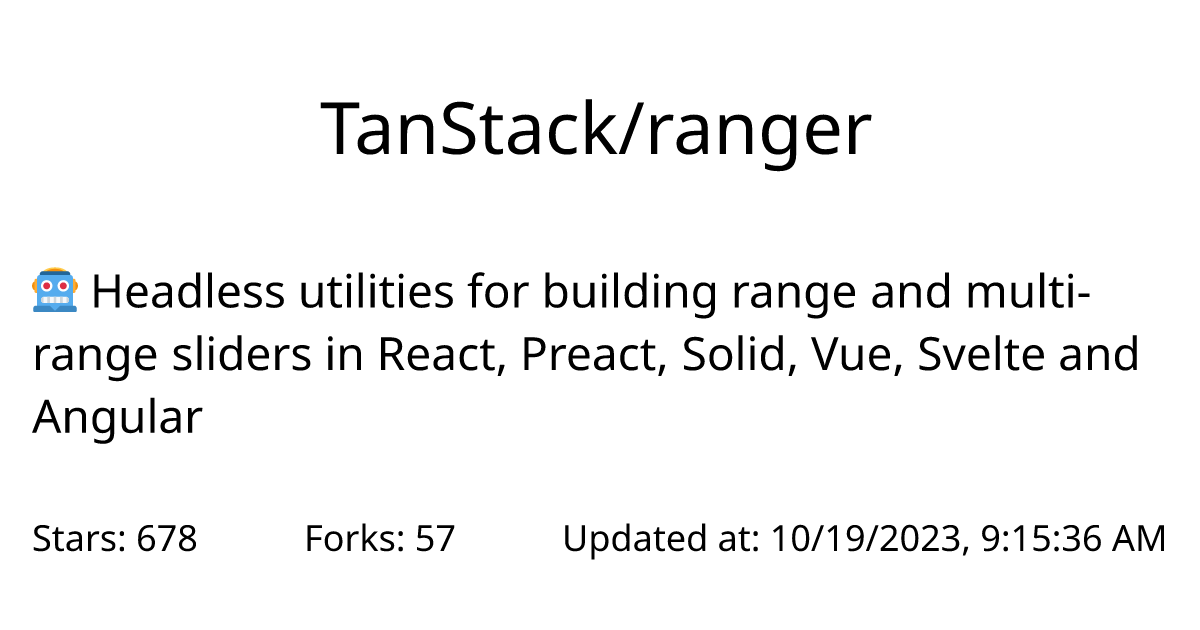 TanStack/ranger
🤖 Headless utilities for building range and multi-
range sliders in React, Preact, Solid, Vue, Svelte and
Angular
Stars: 678 Forks: 57 Updated at: 10/19/2023, 9:15:36 AM